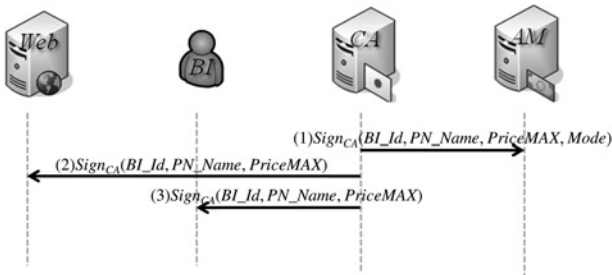 Web BI CA AM
(1)Sign_CA(BI_Id, PN_Name, PriceMAX, Mode)
(2)Sign_CA(BI_Id, PN_Name, PriceMAX)
(3)Sign_CA(BI_Id, PN_Name, PriceMAX)